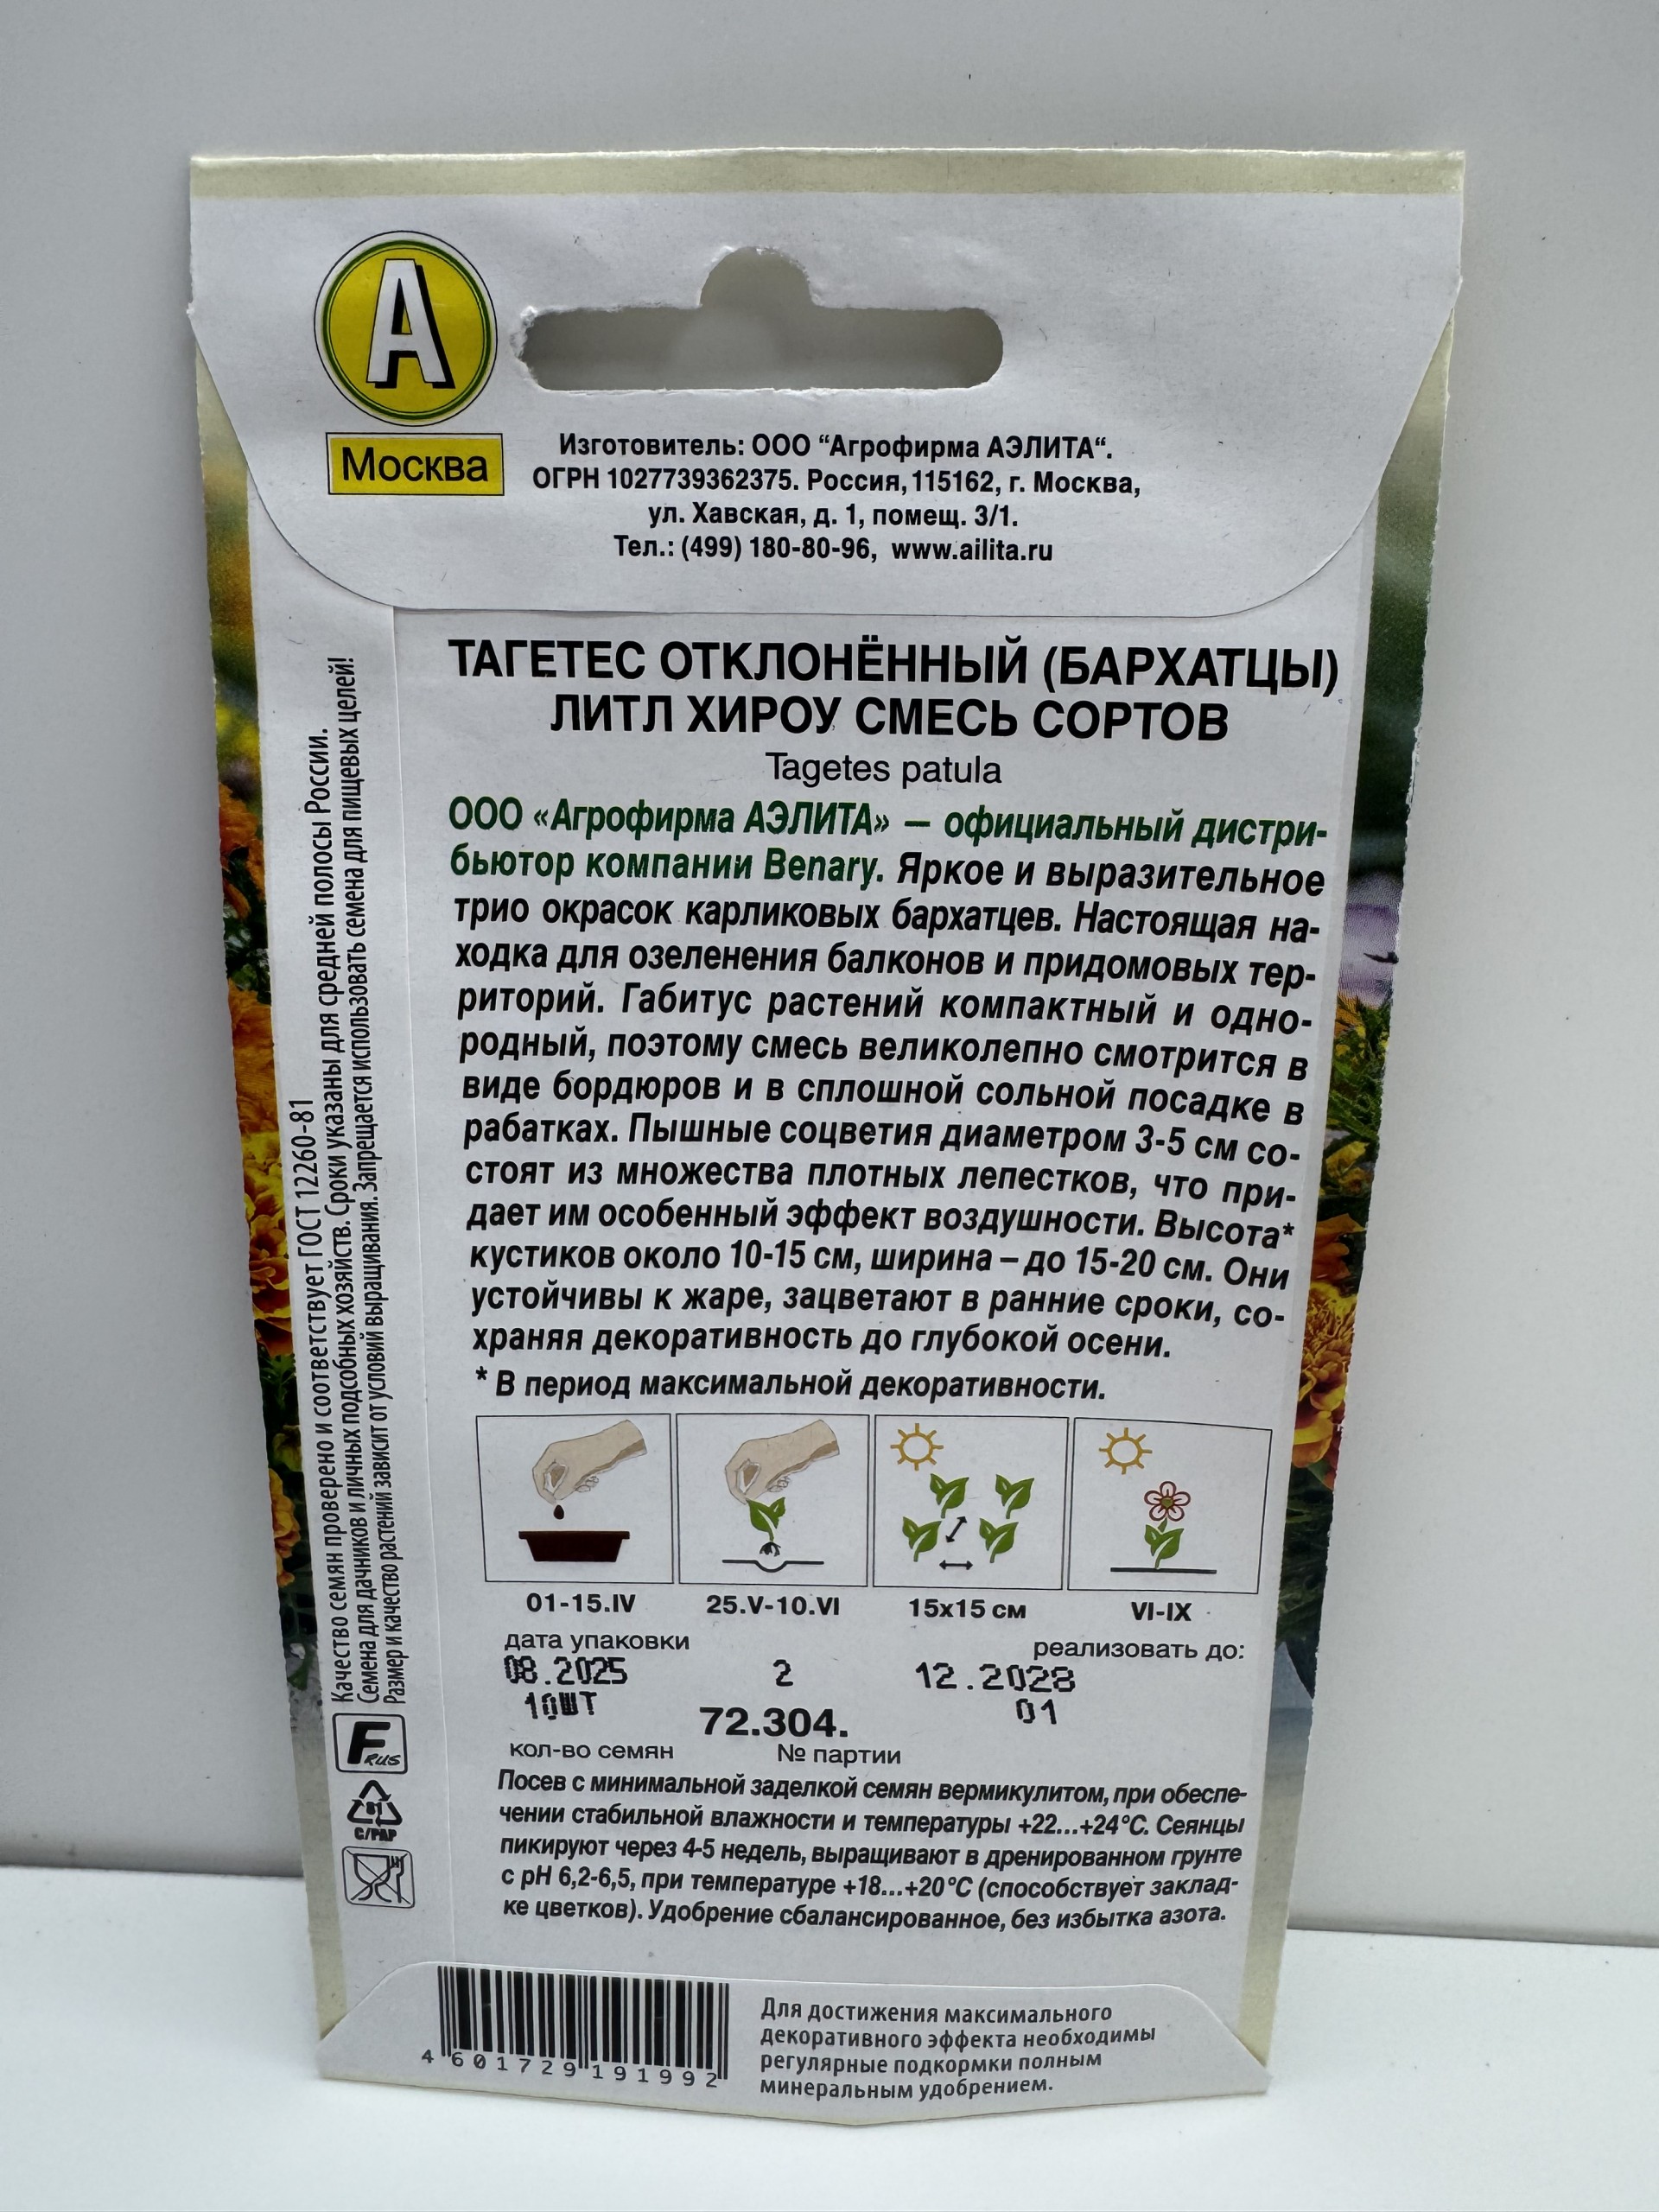 А
Москва
Изготовитель: ООО “Агрофирма АЭЛИТА“.
ОГРН 1027739362375. Россия, 115162, г. Москва,
ул. Хавская, д. 1, помещ. 3/1.
Тел.: (499) 180-80-96, www.ailita.ru
ТАГЕТЕС ОТКЛОНЁННЫЙ (БАРХАТЦЫ)
ЛИТЛ ХИРОУ СМЕСЬ СОРТОВ
Tagetes patula
ООО «Агрофирма АЭЛИТА» — официальный дистри-
бьютор компании Benary. Яркое и выразительное
трио окрасок карликовых бархатцев. Настоящая на-
ходка для озеленения балконов и придомовых тер-
риторий. Габитус растений компактный и одно-
родный, поэтому смесь великолепно смотрится в
виде бордюров и в сплошной сольной посадке в
рабатках. Пышные соцветия диаметром 3-5 см со-
стоят из множества плотных лепестков, что при-
дает им особенный эффект воздушности. Высота*
кустиков около 10-15 см, ширина – до 15-20 см. Они
устойчивы к жаре, зацветают в ранние сроки, со-
храняя декоративность до глубокой осени.
* В период максимальной декоративности.
01-15.IV 25.V-10.VI 15х15 см VI-IX
дата упаковки реализовать до:
08.2025 2 12.2028
10ШТ 01
72.304.
кол-во семян № партии
Посев с минимальной заделкой семян вермикулитом, при обеспе-
чении стабильной влажности и температуры +22...+24°С. Сеянцы
пикируют через 4-5 недель, выращивают в дренированном грунте
с pH 6,2-6,5, при температуре +18...+20°С (способствует заклад-
ке цветков). Удобрение сбалансированное, без избытка азота.
Качество семян проверено и соответствует ГОСТ 12260-81
Семена для дачников и личных подсобных хозяйств. Сроки указаны для средней полосы России.
Размер и качество растений зависит от условий выращивания. Запрещается использовать семена для пищевых целей!
F RUS
81
C/PAP
4 601729 191992
Для достижения максимального
декоративного эффекта необходимы
регулярные подкормки полным
минеральным удобрением.